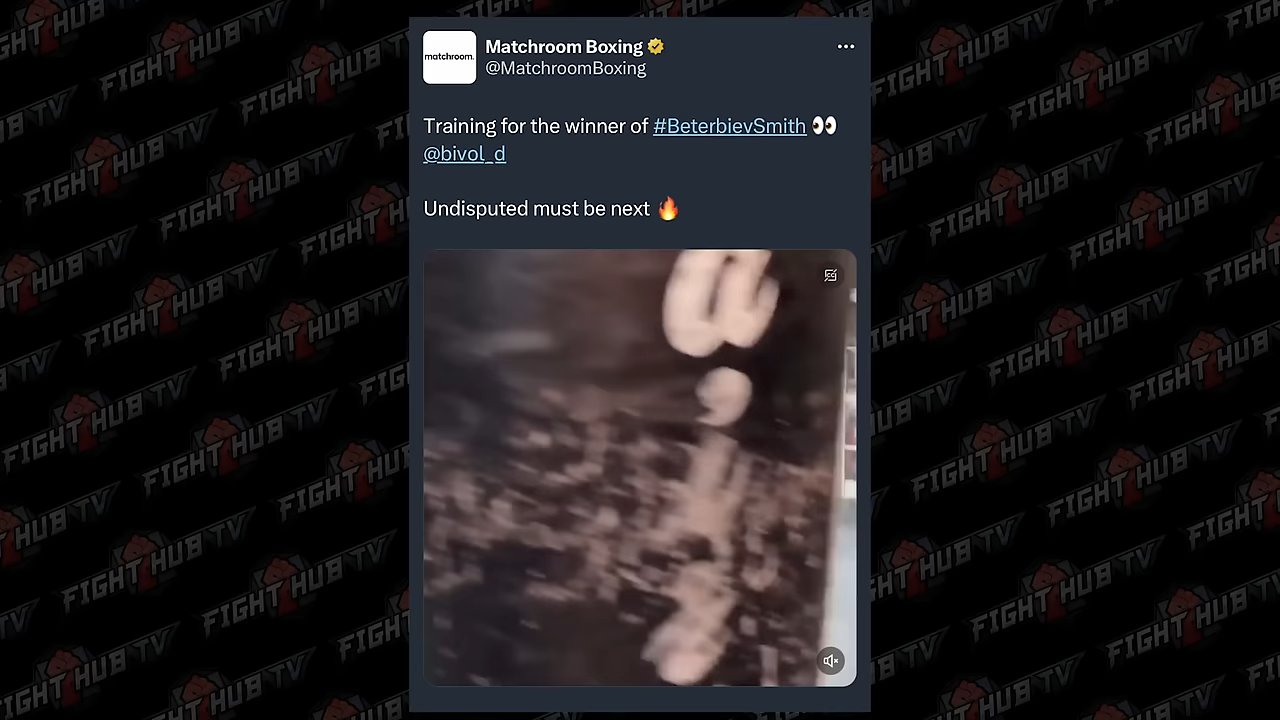 matchroom.
Matchroom Boxing
@MatchroomBoxing
Training for the winner of #BeterbievSmith 👀
@bivol_d
Undisputed must be next 🔥
FIGHT HUB TV